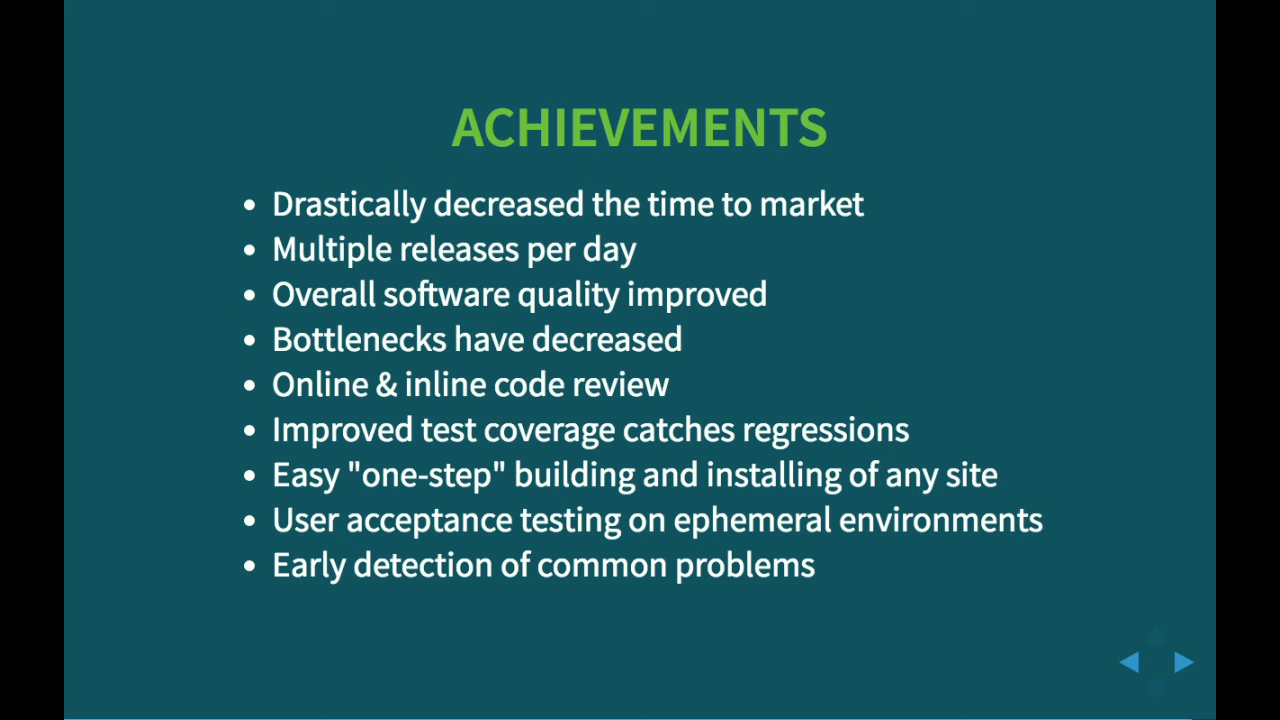 ACHIEVEMENTS
• Drastically decreased the time to market
• Multiple releases per day
• Overall software quality improved
• Bottlenecks have decreased
• Online & inline code review
• Improved test coverage catches regressions
• Easy "one-step" building and installing of any site
• User acceptance testing on ephemeral environments
• Early detection of common problems